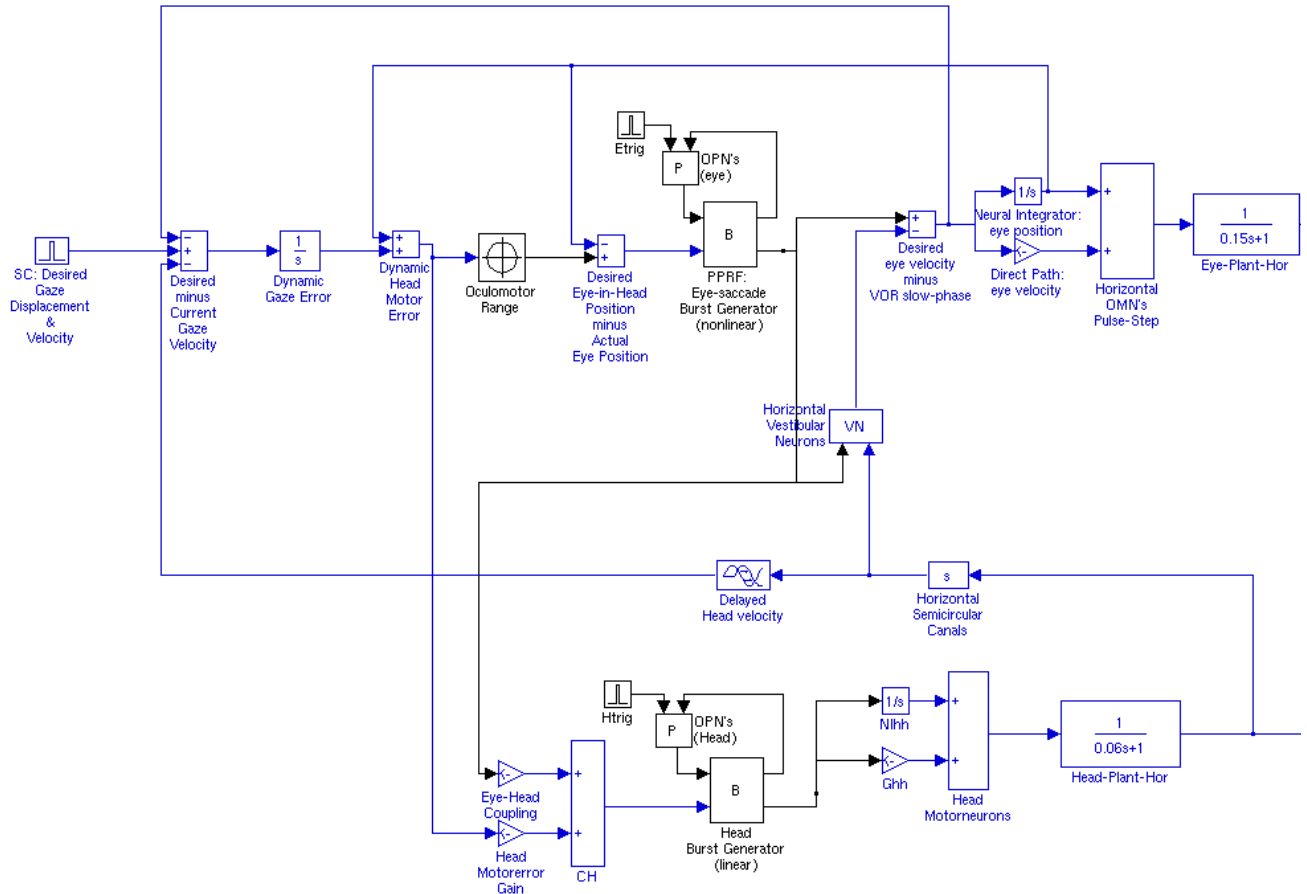 Etrig
P
OPN's
(eye)
B
PPRF:
Eye-saccade
Burst Generator
(nonlinear)
SC: Desired
Gaze
Displacement
&
Velocity
−
+
−
Desired
minus
Current
Gaze
Velocity
1
s
Dynamic
Gaze Error
+
+
Dynamic
Head
Motor
Error
Oculomotor
Range
−
+
Desired
Eye-in-Head
Position
minus
Actual
Eye Position
+
−
Desired
eye velocity
minus
VOR slow-phase
1/s
Neural Integrator:
eye position
<-
Direct Path:
eye velocity
+
+
Horizontal
OMN's
Pulse-Step
1
0.15s+1
Eye-Plant-Hor
Horizontal
Vestibular
Neurons
VN
Delayed
Head velocity
s
Horizontal
Semicircular
Canals
Htrig
P
OPN's
(Head)
B
Head
Burst Generator
(linear)
<-
Eye-Head
Coupling
<-
Head
Motorerror
Gain
+
+
CH
1/s
NIhh
<-
Ghh
+
+
Head
Motorneurons
1
0.06s+1
Head-Plant-Hor